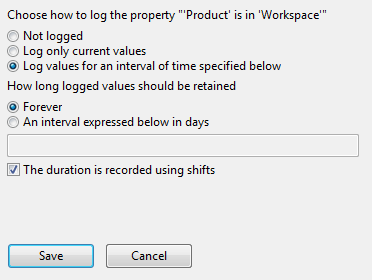 Choose how to log the property "'Product' is in 'Workspace'"
Not logged
Log only current values
Log values for an interval of time specified below
How long logged values should be retained
Forever
An interval expressed below in days
The duration is recorded using shifts
Save
Cancel